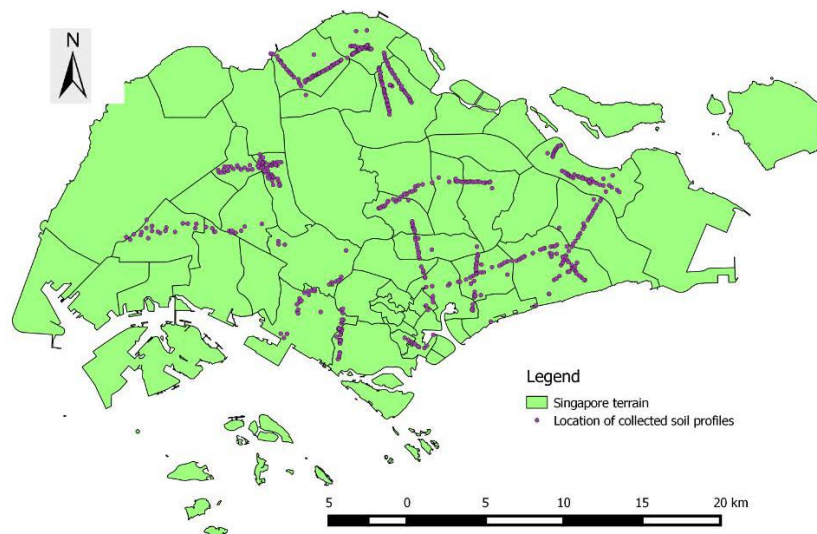 N
Legend
Singapore terrain
Location of collected soil profiles
5 0 5 10 15 20 km